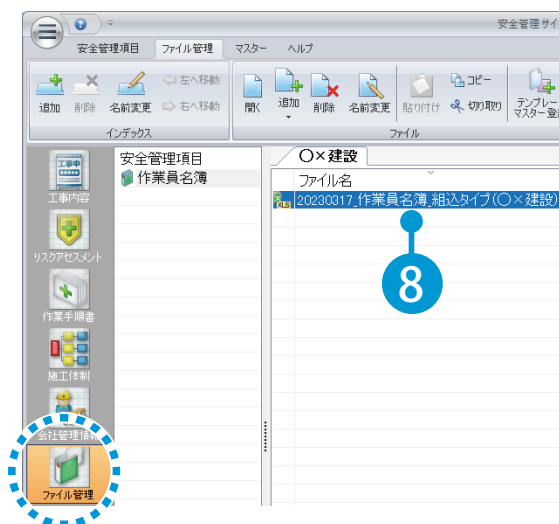 安全管理サイ
安全管理項目 ファイル管理 マスター ヘルプ
追加 削除 名前変更 左へ移動 右へ移動
開く 追加 削除 名前変更 貼り付け コピー 切り取り テンプレー マスター登
インデックス ファイル
工事中
工事内容
リスクアセスメント
作業手順書
施工体制
会社管理情報
ファイル管理
安全管理項目
作業員名簿
〇×建設
ファイル名
XLS 20230317_作業員名簿_組込タイプ(〇×建設)
8